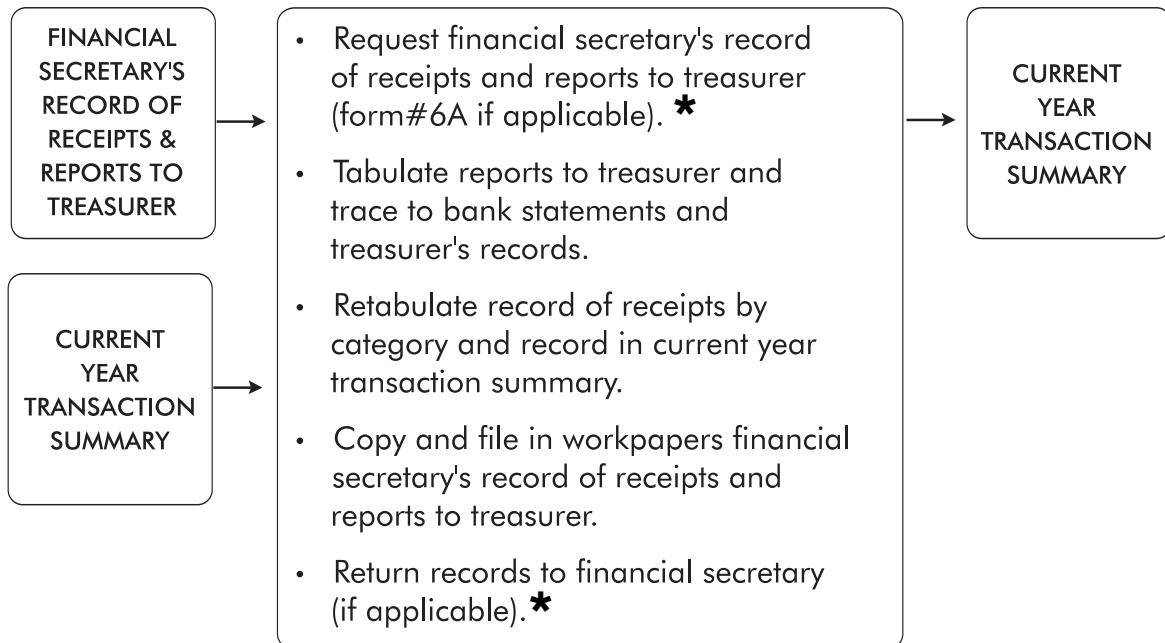 FINANCIAL
SECRETARY'S
RECORD OF
RECEIPTS &
REPORTS TO
TREASURER
CURRENT
YEAR
TRANSACTION
SUMMARY
• Request financial secretary's record
of receipts and reports to treasurer
(form#6A if applicable). *
• Tabulate reports to treasurer and
trace to bank statements and
treasurer's records.
• Retabulate record of receipts by
category and record in current year
transaction summary.
• Copy and file in workpapers financial
secretary's record of receipts and
reports to treasurer.
• Return records to financial secretary
(if applicable).*
CURRENT
YEAR
TRANSACTION
SUMMARY